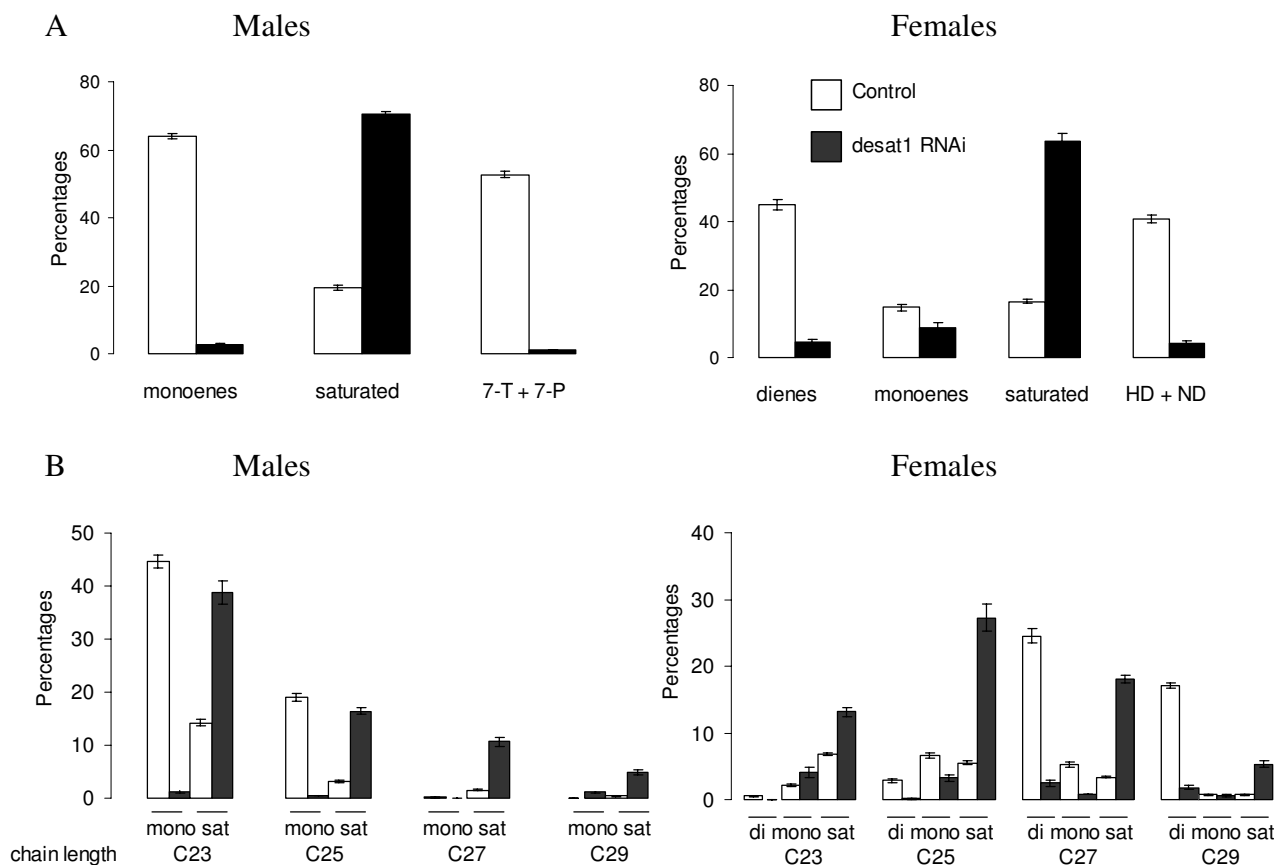 A
Males
Females
80
60
40
20
0
Percentages
monoenes
saturated
7-T + 7-P
80
60
40
20
0
Percentages
Control
desat1 RNAi
dienes
monoenes
saturated
HD + ND
B
Males
Females
50
40
30
20
10
0
Percentages
mono sat
mono sat
mono sat
mono sat
chain length
C23
C25
C27
C29
40
30
20
10
0
Percentages
di mono sat
di mono sat
di mono sat
di mono sat
C23
C25
C27
C29